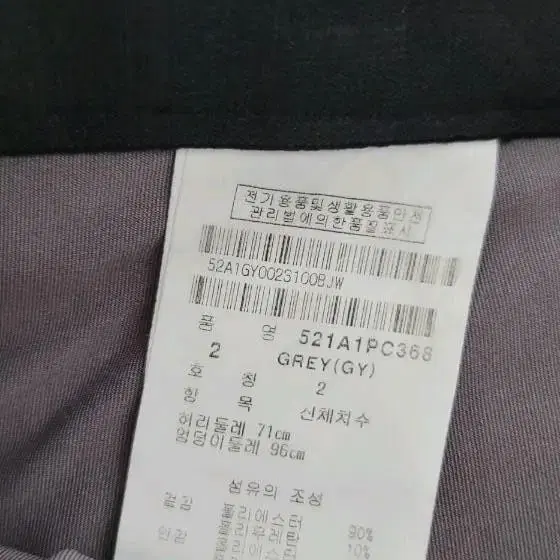 전기용품및생활용품안전
관리법에의한품질표시
52A1GY002S100BJW
품 명 521A1PC368
2 GREY(GY)
호 칭 2
항 목 신체치수
허리둘레 71cm
엉덩이둘레 96cm
섬유의 조성
겉감 폴리에스터 90%
폴리우레탄 10%
안감